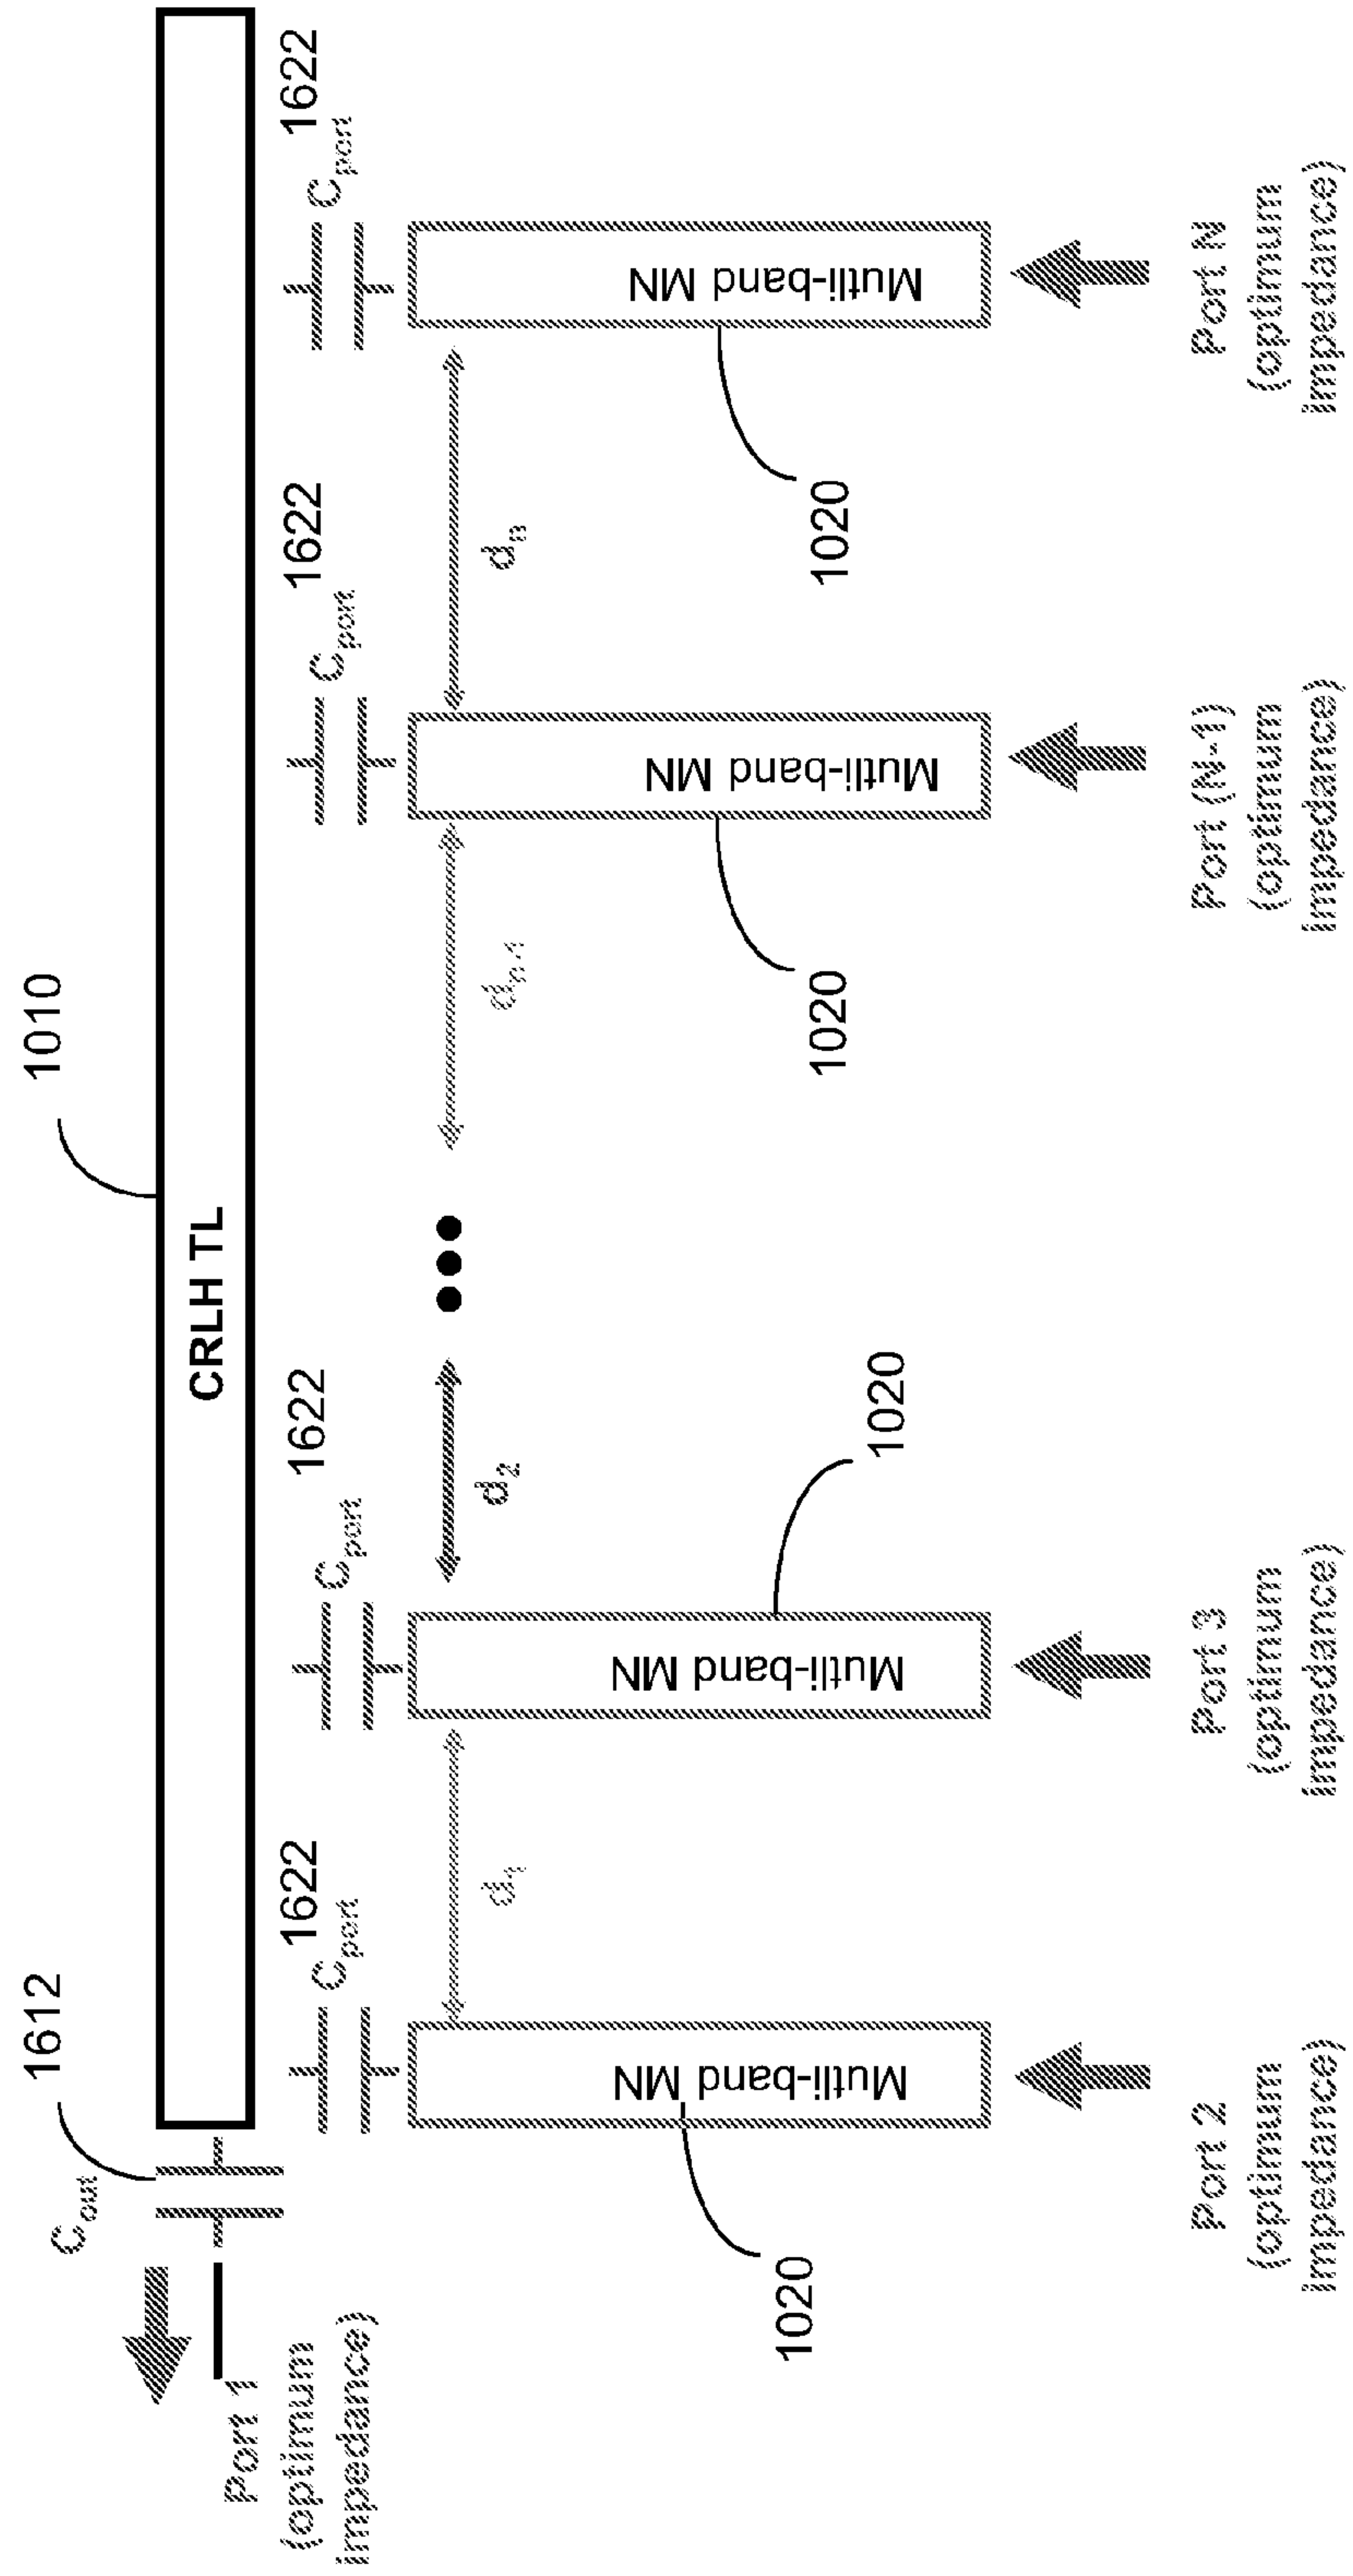 1010
1612
C_out
CRLH TL
Port 1
(optimum
impedance)
1622
C_port
1622
C_port
1622
C_port
1622
C_port
d_1
d_2
d_n-1
d_n
Mutli-band MN
Mutli-band MN
Mutli-band MN
Mutli-band MN
1020
1020
1020
1020
Port 2
(optimum
impedance)
Port 3
(optimum
impedance)
Port (N-1)
(optimum
impedance)
Port N
(optimum
impedance)